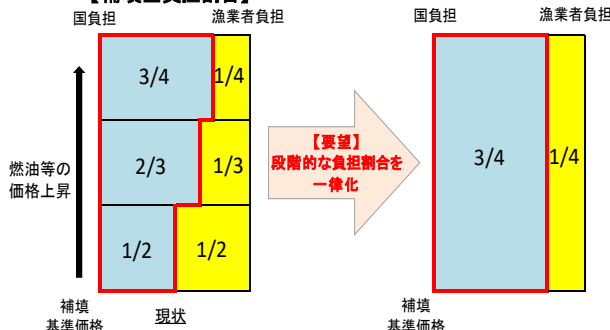 国負担
漁業者負担
3/4
1/4
2/3
1/3
1/2
1/2
燃油等の
価格上昇
補填
基準価格
現状
【要望】
段階的な負担割合を
一律化
国負担
漁業者負担
3/4
1/4
補填
基準価格